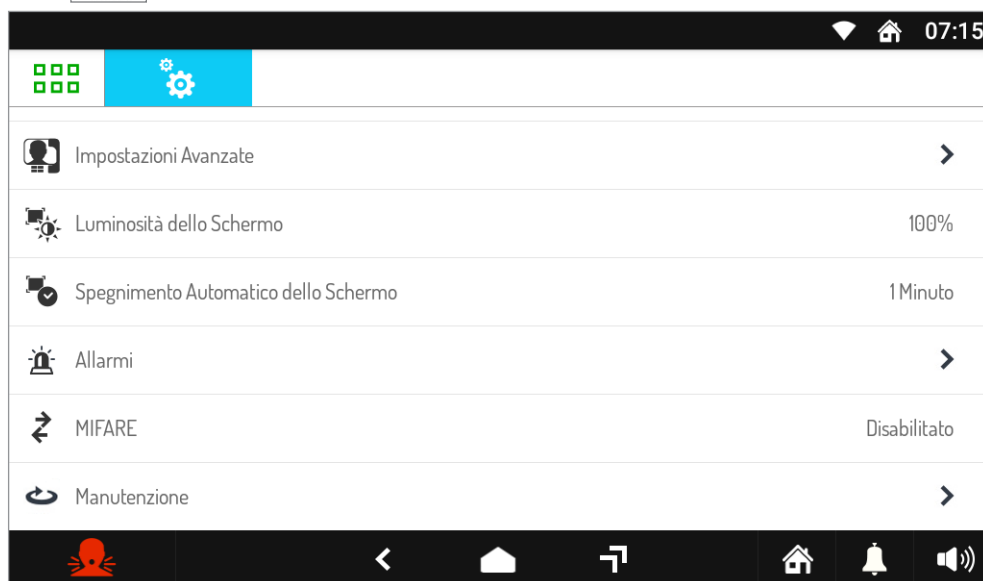 07:15
Impostazioni Avanzate
Luminosità dello Schermo 100%
Spegnimento Automatico dello Schermo 1 Minuto
Allarmi
MIFARE Disabilitato
Manutenzione